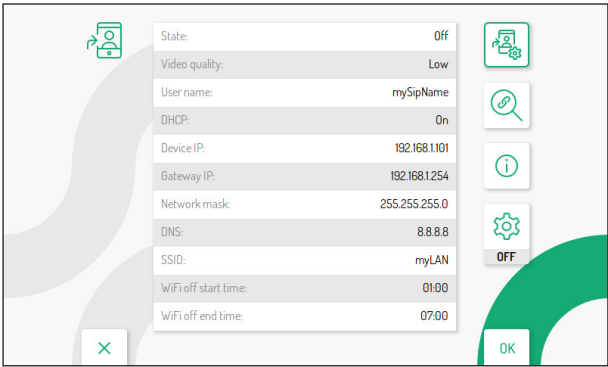 State: Off
Video quality: Low
User name: mySipName
DHCP: On
Device IP: 192.168.1.101
Gateway IP: 192.168.1.254
Network mask: 255.255.255.0
DNS: 8.8.8.8
SSID: myLAN
WiFi off start time: 01:00
WiFi off end time: 07:00
OFF
OK